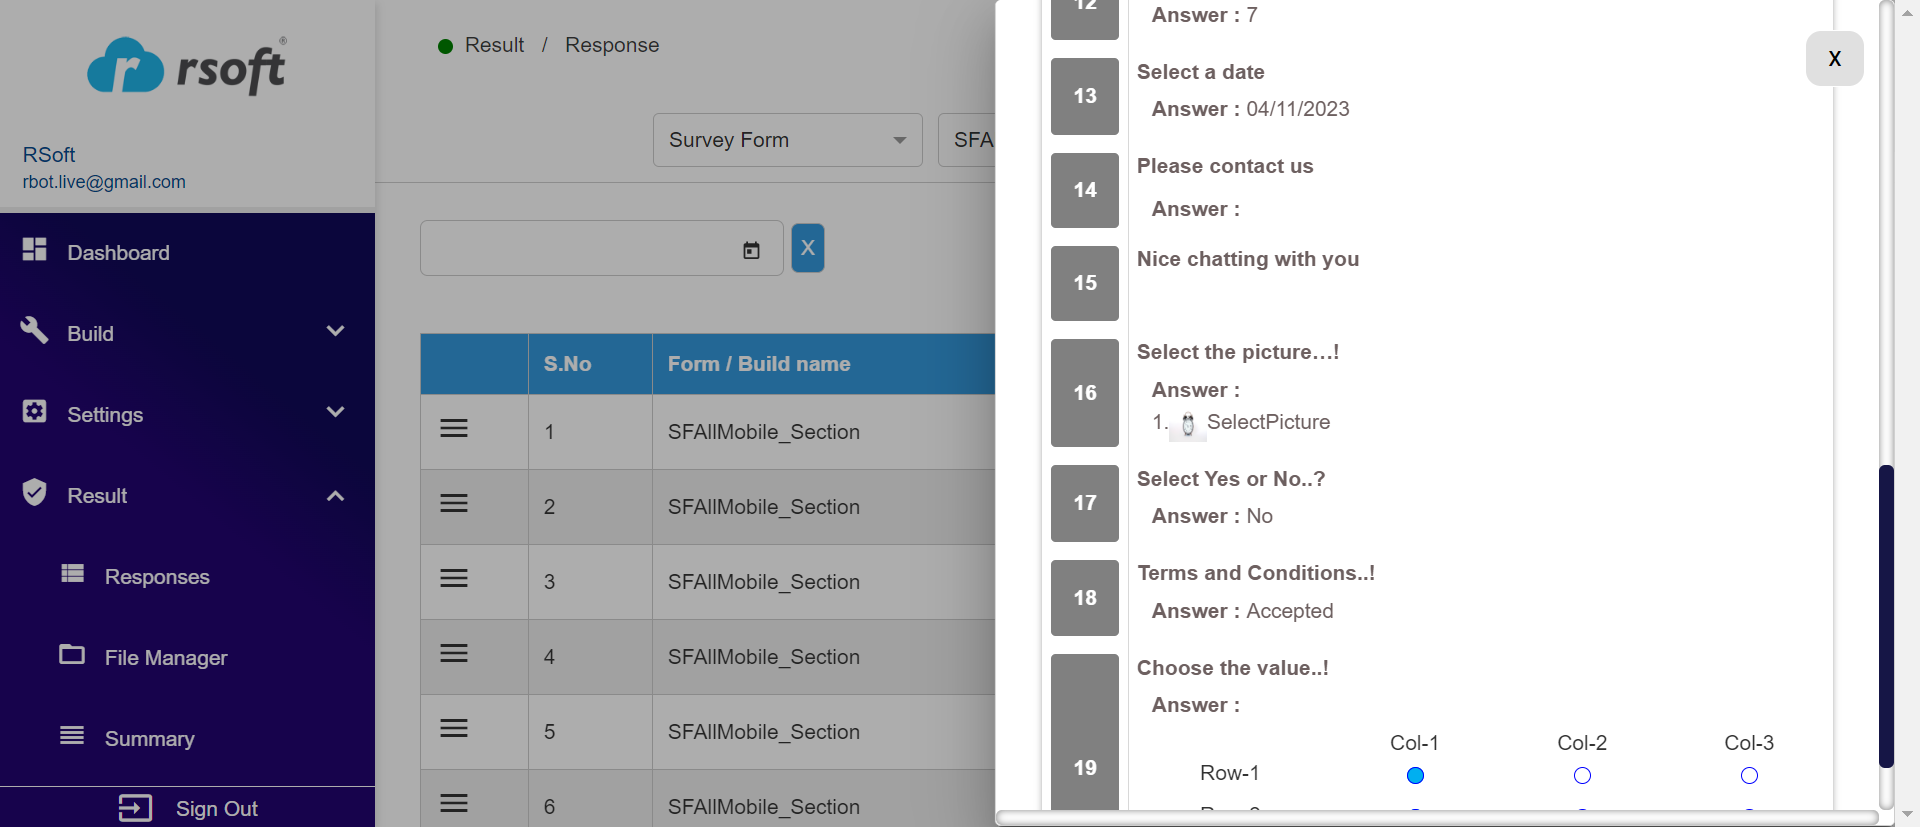 rsoft®
RSoft
rbot.live@gmail.com
Dashboard
Build
Settings
Result
Responses
File Manager
Summary
Sign Out
Result / Response
Survey Form
SFA
X
S.No Form / Build name
1 SFAllMobile_Section
2 SFAllMobile_Section
3 SFAllMobile_Section
4 SFAllMobile_Section
5 SFAllMobile_Section
6 SFAllMobile_Section
X
12
Answer : 7
13
Select a date
Answer : 04/11/2023
14
Please contact us
Answer :
15
Nice chatting with you
16
Select the picture...!
Answer :
1. SelectPicture
17
Select Yes or No..?
Answer : No
18
Terms and Conditions..!
Answer : Accepted
19
Choose the value..!
Answer :
Col-1 Col-2 Col-3
Row-1